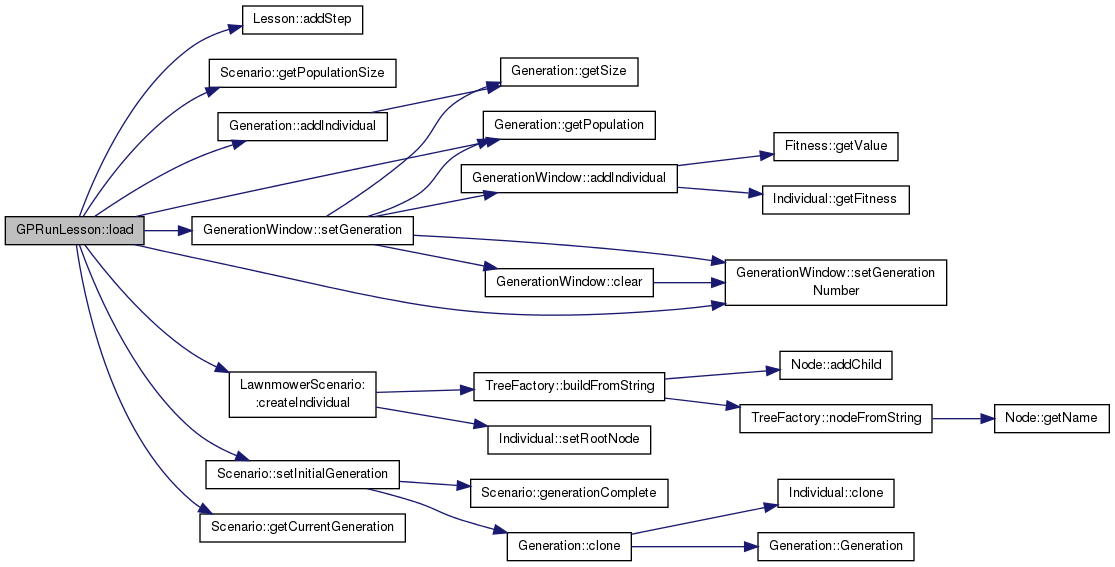 Lesson::addStep
Scenario::getPopulationSize
Generation::getSize
Generation::addIndividual
Generation::getPopulation
Fitness::getValue
GenerationWindow::addIndividual
Individual::getFitness
GPRunLesson::load
GenerationWindow::setGeneration
GenerationWindow::setGeneration
Number
GenerationWindow::clear
Node::addChild
LawnmowerScenario:
:createIndividual
TreeFactory::buildFromString
TreeFactory::nodeFromString
Node::getName
Individual::setRootNode
Scenario::setInitialGeneration
Scenario::generationComplete
Individual::clone
Scenario::getCurrentGeneration
Generation::clone
Generation::Generation